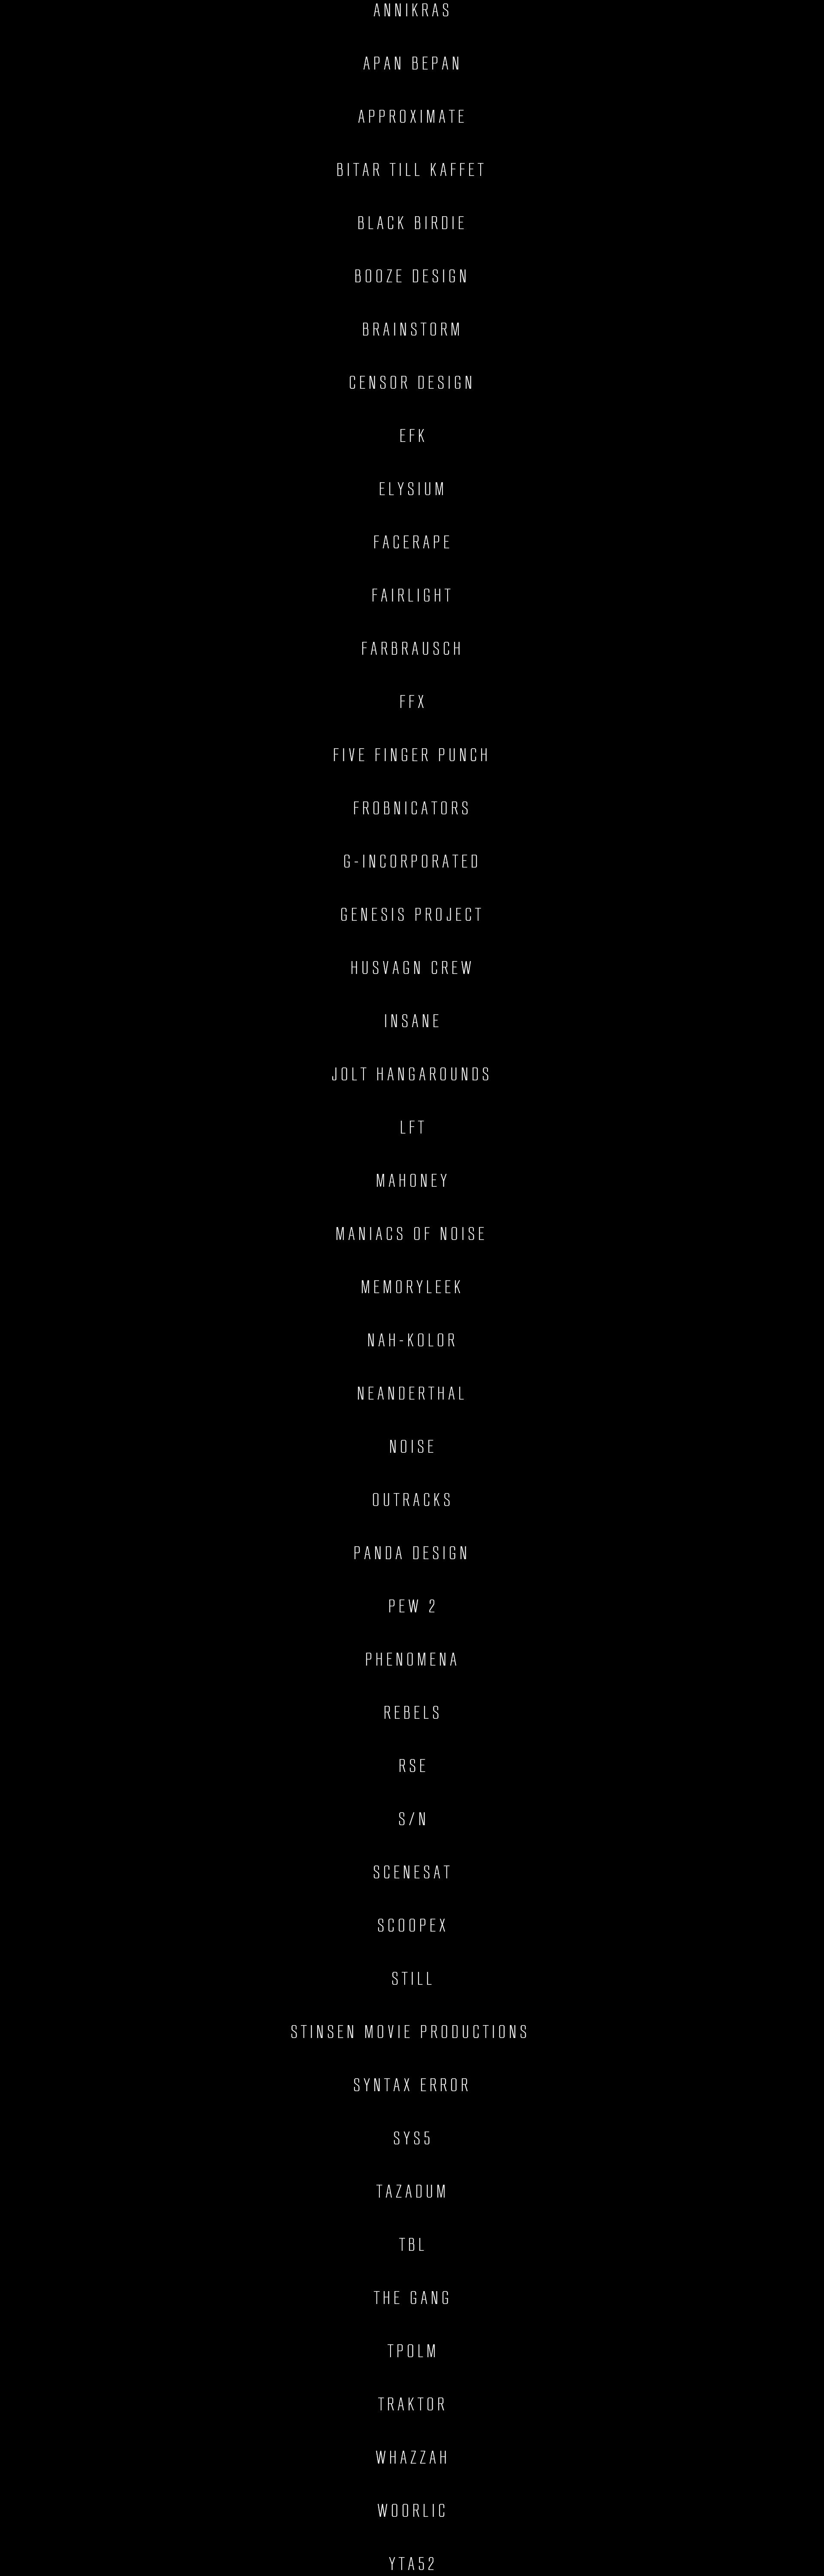 ANNIKRAS
APAN BEPAN
APPROXIMATE
BITAR TILL KAFFET
BLACK BIRDIE
BOOZE DESIGN
BRAINSTORM
CENSOR DESIGN
EFK
ELYSIUM
FACERAPE
FAIRLIGHT
FARBRAUSCH
FFX
FIVE FINGER PUNCH
FROBNICATORS
G-INCORPORATED
GENESIS PROJECT
HUSVAGN CREW
INSANE
JOLT HANGAROUNDS
LFT
MAHONEY
MANIACS OF NOISE
MEMORYLEEK
NAH-KOLOR
NEANDERTHAL
NOISE
OUTRACKS
PANDA DESIGN
PEW 2
PHENOMENA
REBELS
RSE
S/N
SCENESAT
SCOOPEX
STILL
STINSEN MOVIE PRODUCTIONS
SYNTAX ERROR
SYS5
TAZADUM
TBL
THE GANG
TPOLM
TRAKTOR
WHAZZAH
WOORLIC
YTA52